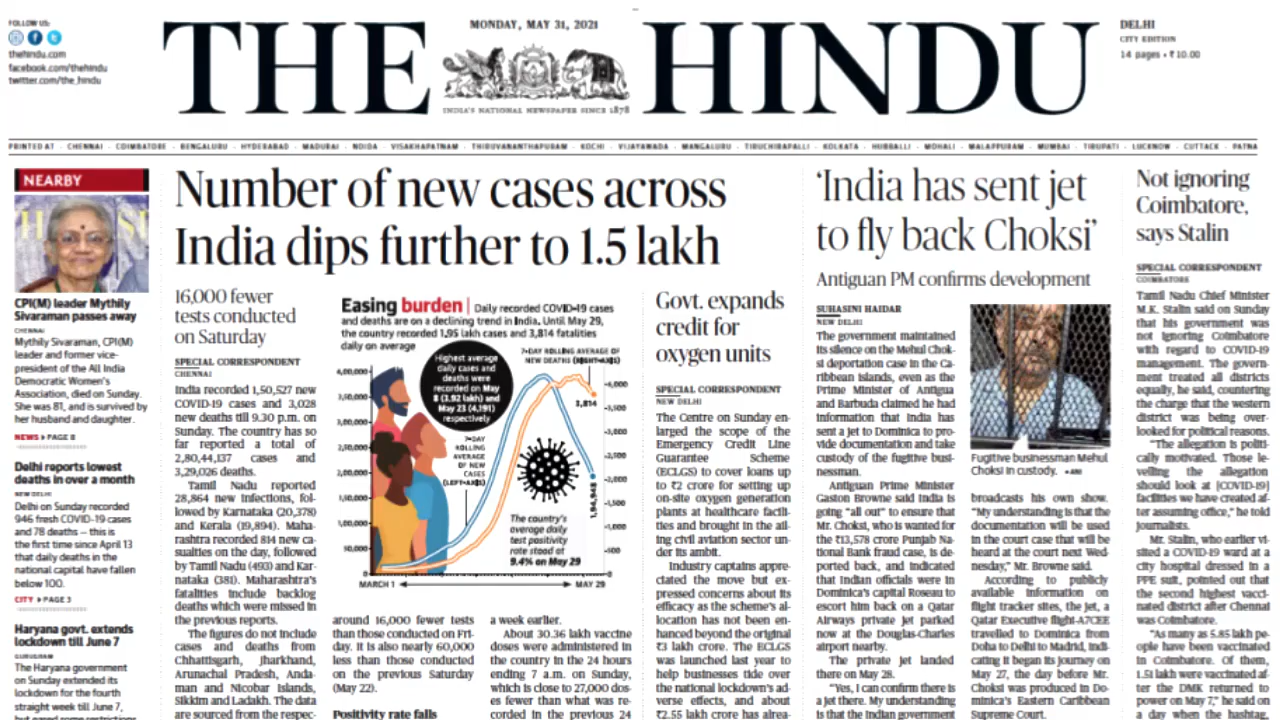 FOLLOW US:
thehindu.com
facebook.com/thehindu
twitter.com/the_hindu
THE HINDU
MONDAY, MAY 31, 2021
INDIA'S NATIONAL NEWSPAPER SINCE 1878
DELHI
CITY EDITION
14 pages • ₹10.00
PRINTED AT . CHENNAI . COIMBATORE . BENGALURU . HYDERABAD . MADURAI . NOIDA . VISAKHAPATNAM . THIRUVANANTHAPURAM . KOCHI . VIJAYAWADA . MANGALURU . TIRUCHIRAPALLI . KOLKATA . HUBBALLI . MOHALI . MALAPPURAM . MUMBAI . TIRUPATI . LUCKNOW . CUTTACK . PATNA
NEARBY
CPI(M) leader Mythily
Sivaraman passes away
CHENNAI
Mythily Sivaraman, CPI(M)
leader and former vice-
president of the All India
Democratic Women's
Association, died on Sunday.
She was 81, and is survived by
her husband and daughter.
NEWS ▶ PAGE 8
Delhi reports lowest
deaths in over a month
NEW DELHI
Delhi on Sunday recorded
946 fresh COVID-19 cases
and 78 deaths – this is
the first time since April 13
that daily deaths in the
national capital have fallen
below 100.
CITY ▶ PAGE 3
Haryana govt. extends
lockdown till June 7
GURUGRAM
The Haryana government
on Sunday extended its
lockdown for the fourth
straight week till June 7,
but eased some restrictions
Number of new cases across
India dips further to 1.5 lakh
16,000 fewer
tests conducted
on Saturday
SPECIAL CORRESPONDENT
CHENNAI
India recorded 1,50,527 new
COVID-19 cases and 3,028
new deaths till 9.30 p.m. on
Sunday. The country has so
far reported a total of
2,80,44,137 cases and
3,29,026 deaths.
Tamil Nadu reported
28,864 new infections, fol-
lowed by Karnataka (20,378)
and Kerala (19,894). Maha-
rashtra recorded 814 new ca-
sualties on the day, followed
by Tamil Nadu (493) and Kar-
nataka (381). Maharashtra's
fatalities include backlog
deaths which were missed in
the previous reports.
The figures do not include
cases and deaths from
Chhattisgarh, Jharkhand,
Arunachal Pradesh, Anda-
man and Nicobar Islands,
Sikkim and Ladakh. The data
are sourced from the respec-
Easing burden | Daily recorded COVID-19 cases
and deaths are on a declining trend in India. Until May 29,
the country recorded 1.95 lakh cases and 3,814 fatalities
daily on average
Highest average
daily cases and
deaths were
recorded on May
8 (3.92 lakh) and
May 23 (4,191)
respectively
7-DAY ROLLING AVERAGE OF
NEW DEATHS (RIGHT-AXIS)
3,814
7-DAY
ROLLING
AVERAGE
OF NEW
CASES
(LEFT-AXIS)
1,94,948
The country's
average daily
test positivity
rate stood at
9.4% on May 29
MARCH 1
MAY 29
around 16,000 fewer tests
than those conducted on Fri-
day. It is also nearly 60,000
less than those conducted
on the previous Saturday
(May 22).
Positivity rate falls
a week earlier.
About 30.36 lakh vaccine
doses were administered in
the country in the 24 hours
ending 7 a.m. on Sunday,
which is close to 27,000 dos-
es fewer than what was re-
corded in the previous 24
Govt. expands
credit for
oxygen units
SPECIAL CORRESPONDENT
NEW DELHI
The Centre on Sunday en-
larged the scope of the
Emergency Credit Line
Guarantee Scheme
(ECLGS) to cover loans up
to ₹2 crore for setting up
on-site oxygen generation
plants at healthcare facili-
ties and brought in the ail-
ing civil aviation sector un-
der its ambit.
Industry captains appre-
ciated the move but ex-
pressed concerns about its
efficacy as the scheme's al-
location has not been en-
hanced beyond the original
₹3 lakh crore. The ECLGS
was launched last year to
help businesses tide over
the national lockdown's ad-
verse effects, and about
₹2.55 lakh crore has alrea-
'India has sent jet
to fly back Choksi'
Antiguan PM confirms development
SUHASINI HAIDAR
NEW DELHI
The government maintained
its silence on the Mehul Chok-
si deportation case in the Ca-
ribbean islands, even as the
Prime Minister of Antigua
and Barbuda claimed he had
information that India has
sent a jet to Dominica to pro-
vide documentation and take
custody of the fugitive busi-
nessman.
Antiguan Prime Minister
Gaston Browne said India is
going "all out" to ensure that
Mr. Choksi, who is wanted for
the ₹13,578 crore Punjab Na-
tional Bank fraud case, is de-
ported back, and indicated
that Indian officials were in
Dominica's capital Roseau to
escort him back on a Qatar
Airways private jet parked
now at the Douglas-Charles
airport nearby.
The private jet landed
there on May 28.
"Yes, I can confirm there is
a jet there. My understanding
is that the Indian government
Fugitive businessman Mehul
Choksi in custody. • ANI
broadcasts his own show.
"My understanding is that the
documentation will be used
in the court case that will be
heard at the court next Wed-
nesday," Mr. Browne said.
According to publicly
available information on
flight tracker sites, the jet, a
Qatar Executive flight-A7CEE
travelled to Dominica from
Doha to Delhi to Madrid, indi-
cating it began its journey on
May 27, the day before Mr.
Choksi was produced in Do-
minica's Eastern Caribbean
Supreme Court.
Not ignoring
Coimbatore,
says Stalin
SPECIAL CORRESPONDENT
COIMBATORE
Tamil Nadu Chief Minister
M.K. Stalin said on Sunday
that his government was
not ignoring Coimbatore
with regard to COVID-19
management. The govern-
ment treated all districts
equally, he said, countering
the charge that the western
district was being over-
looked for political reasons.
"The allegation is politi-
cally motivated. Those le-
velling the allegation
should look at [COVID-19]
facilities we have created af-
ter assuming office," he told
journalists.
Mr. Stalin, who earlier vi-
sited a COVID-19 ward at a
city hospital dressed in a
PPE suit, pointed out that
the second highest vacci-
nated district after Chennai
was Coimbatore.
"As many as 5.85 lakh pe-
ople have been vaccinated
in Coimbatore. Of them,
1.51 lakh were vaccinated af-
ter the DMK returned to
power on May 7," he said on
a day when the hashtag,